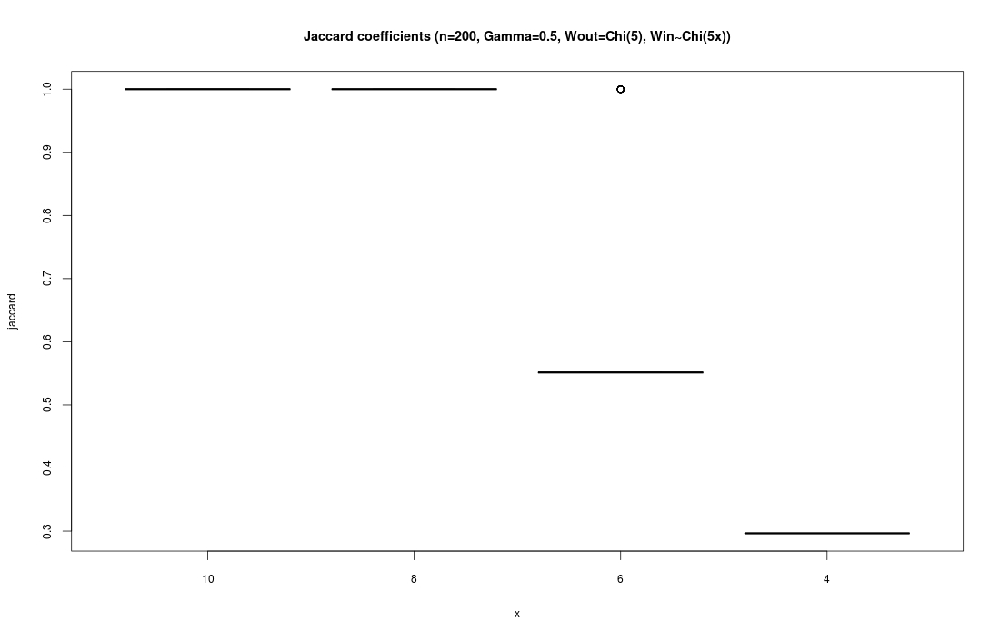 Jaccard coefficients (n=200, Gamma=0.5, Wout=Chi(5), Win~Chi(5x))
1.0
0.9
0.8
0.7
0.6
0.5
0.4
0.3
jaccard
10 8 6 4
x